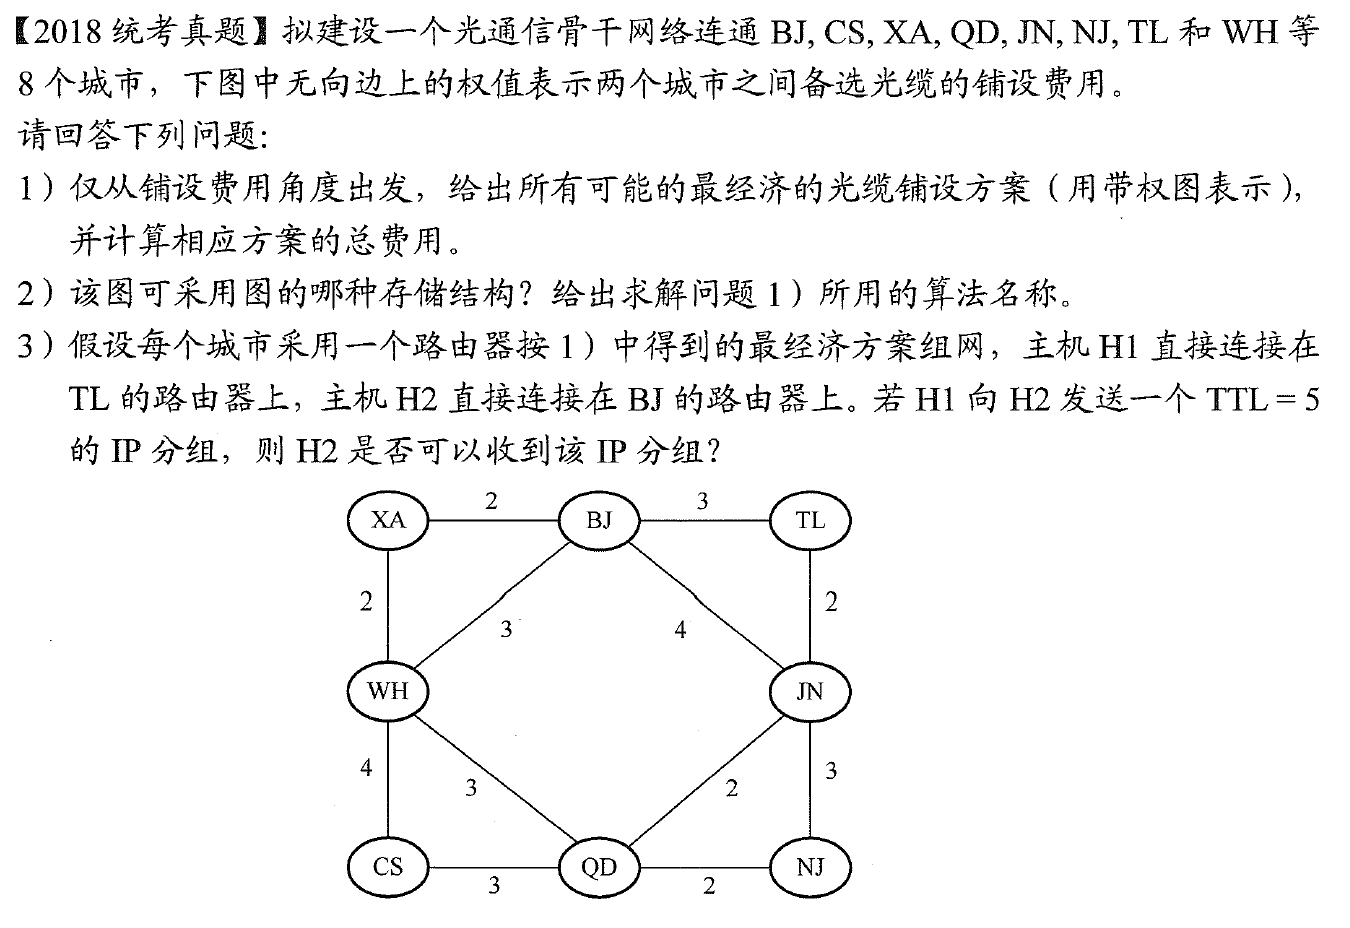 【2018 统考真题】拟建设一个光通信骨干网络连通 BJ, CS, XA, QD, JN, NJ, TL 和 WH 等
8 个城市，下图中无向边上的权值表示两个城市之间备选光缆的铺设费用。
请回答下列问题:
1）仅从铺设费用角度出发，给出所有可能的最经济的光缆铺设方案（用带权图表示），
并计算相应方案的总费用。
2）该图可采用图的哪种存储结构？给出求解问题 1）所用的算法名称。
3）假设每个城市采用一个路由器按 1）中得到的最经济方案组网，主机 H1 直接连接在
TL 的路由器上，主机 H2 直接连接在 BJ 的路由器上。若 H1 向 H2 发送一个 TTL = 5
的 IP 分组，则 H2 是否可以收到该 IP 分组？
XA 2 BJ 3 TL
2 3 4 2
WH JN
4 3 2 3
CS 3 QD 2 NJ